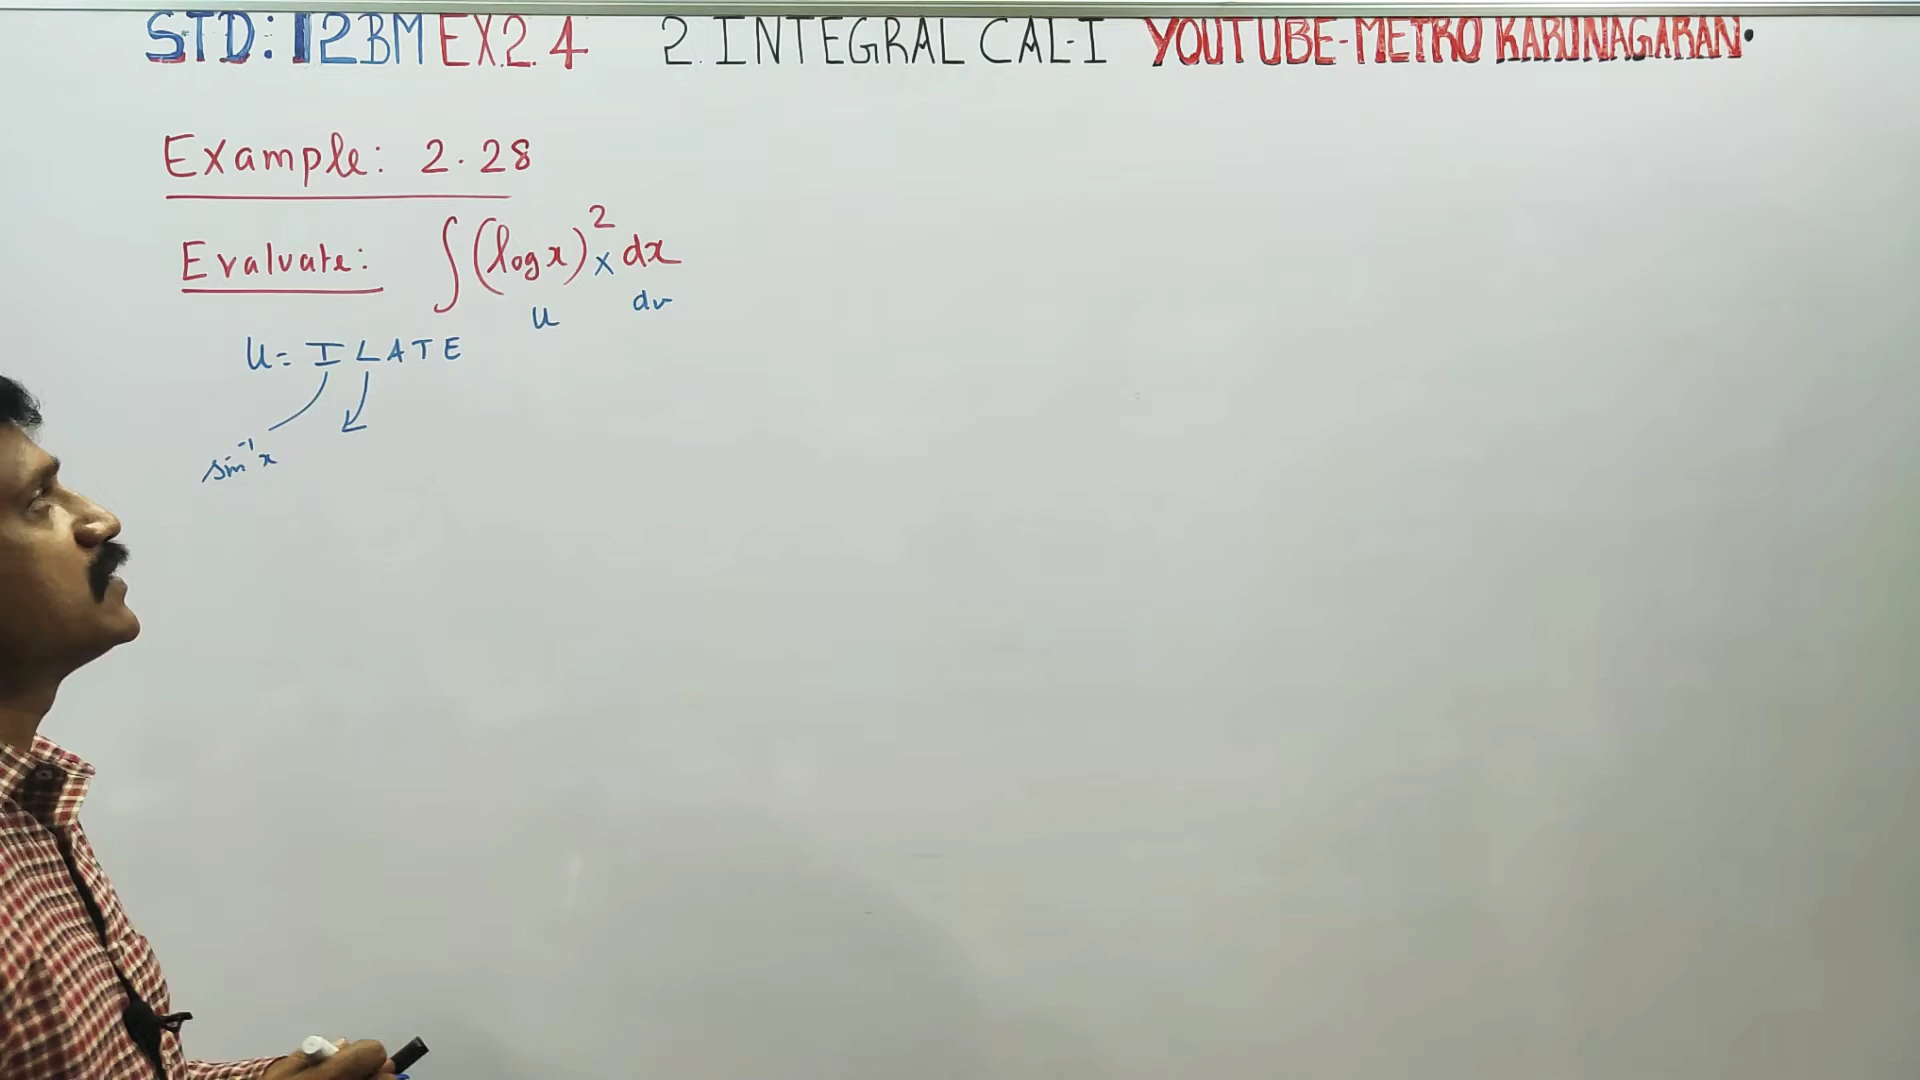 STD: 12BM EX2.4 2. INTEGRAL CAL-I YOUTUBE-METRO KARUNAGARAN.
Example: 2.28
Evaluate: ∫(log x)² × dx
u dv
u = ILATE
sin⁻¹x